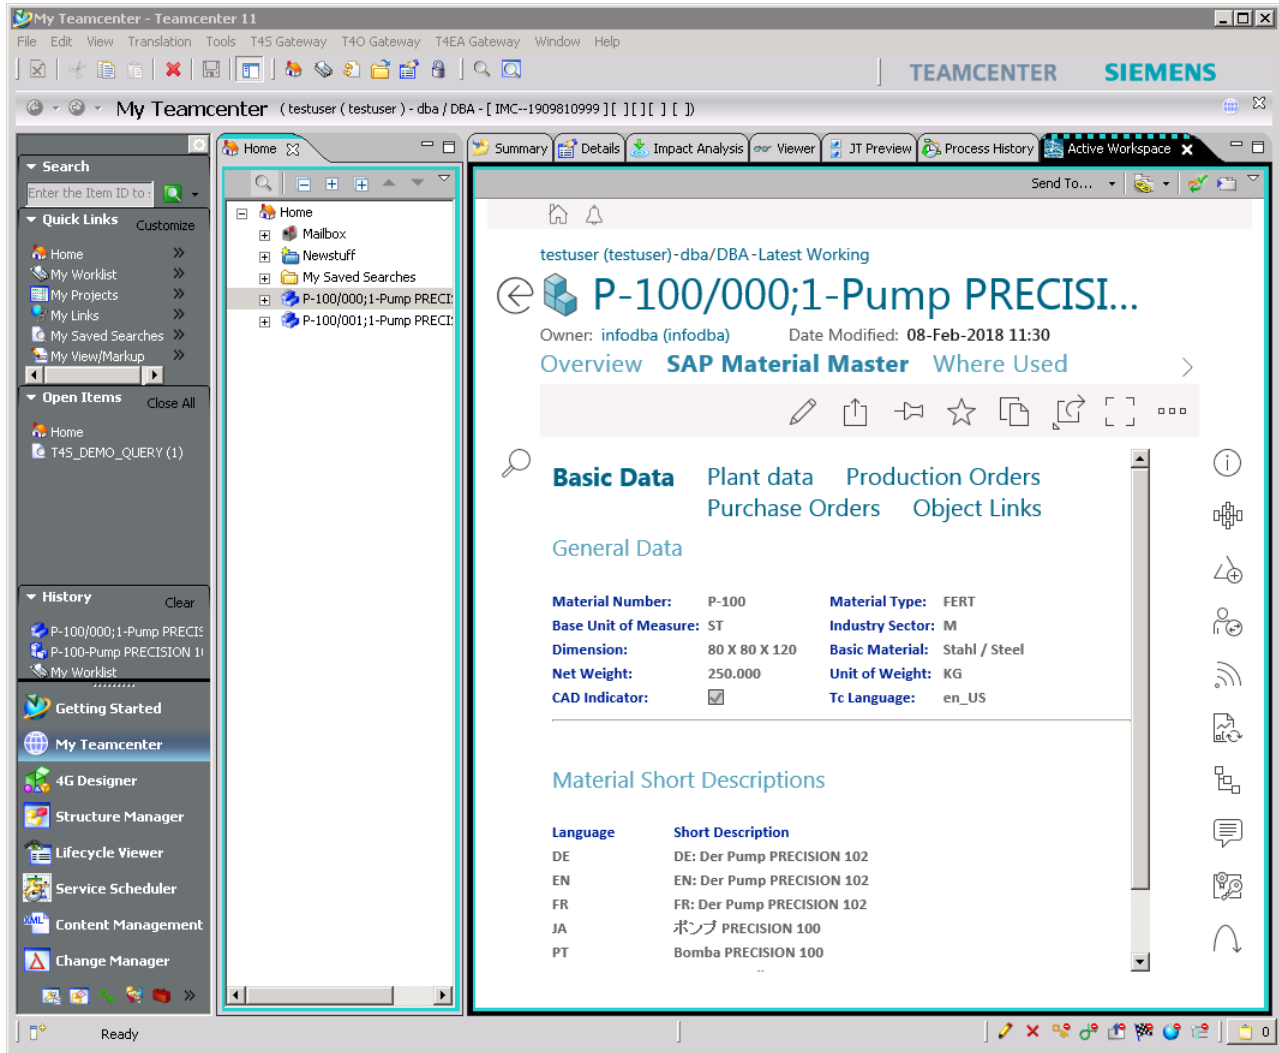 My Teamcenter - Teamcenter 11
File Edit View Translation Tools T4S Gateway T4O Gateway T4EA Gateway Window Help
TEAMCENTER SIEMENS
My Teamcenter ( testuser ( testuser ) - dba / DBA - [ IMC--1909810999 ][ ][ ][ ] [ ])
Search
Enter the Item ID to
Quick Links Customize
Home
My Worklist
My Projects
My Links
My Saved Searches
My View/Markup
Open Items Close All
Home
T4S_DEMO_QUERY (1)
History Clear
P-100/000;1-Pump PRECIS
P-100-Pump PRECISION 1
My Worklist
Getting Started
My Teamcenter
4G Designer
Structure Manager
Lifecycle Viewer
Service Scheduler
XML Content Management
Change Manager
Home
Home
Mailbox
Newstuff
My Saved Searches
P-100/000;1-Pump PRECI
P-100/001;1-Pump PRECI
Summary Details Impact Analysis Viewer JT Preview Process History Active Workspace
Send To...
testuser (testuser)-dba/DBA-Latest Working
P-100/000;1-Pump PRECISI...
Owner: infodba (infodba) Date Modified: 08-Feb-2018 11:30
Overview SAP Material Master Where Used
Basic Data Plant data Production Orders
Purchase Orders Object Links
General Data
Material Number: P-100 Material Type: FERT
Base Unit of Measure: ST Industry Sector: M
Dimension: 80 X 80 X 120 Basic Material: Stahl / Steel
Net Weight: 250.000 Unit of Weight: KG
CAD Indicator: Tc Language: en_US
Material Short Descriptions
Language Short Description
DE DE: Der Pump PRECISION 102
EN EN: Der Pump PRECISION 102
FR FR: Der Pump PRECISION 102
JA ポンプ PRECISION 100
PT Bomba PRECISION 100
Ready
0